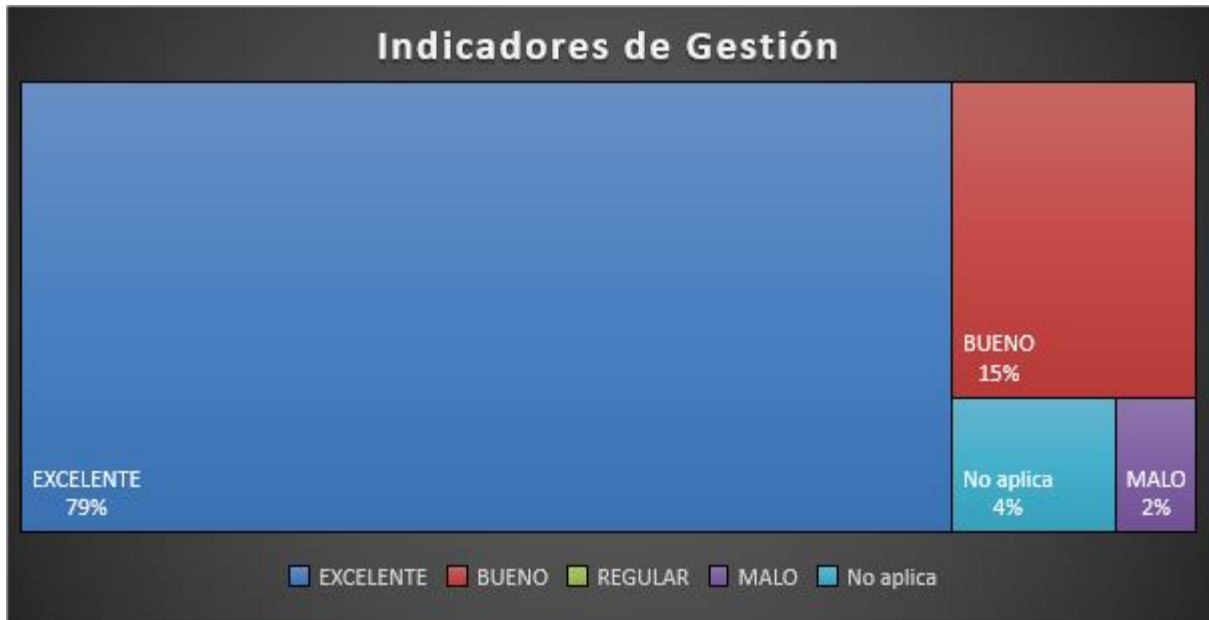 Indicadores de Gestión
BUENO
15%
EXCELENTE
79%
No aplica
4%
MALO
2%
EXCELENTE BUENO REGULAR MALO No aplica